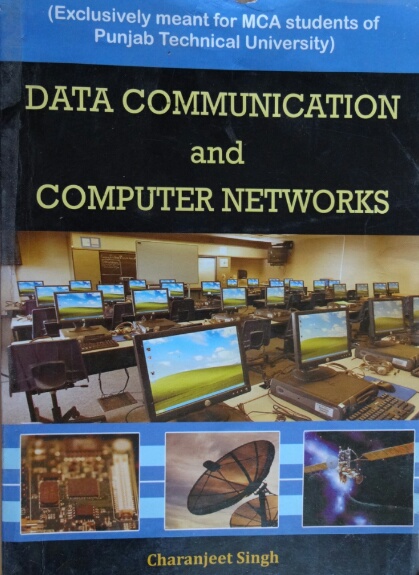 (Exclusively meant for MCA students of
Punjab Technical University)
DATA COMMUNICATION
and
COMPUTER NETWORKS
Charanjeet Singh